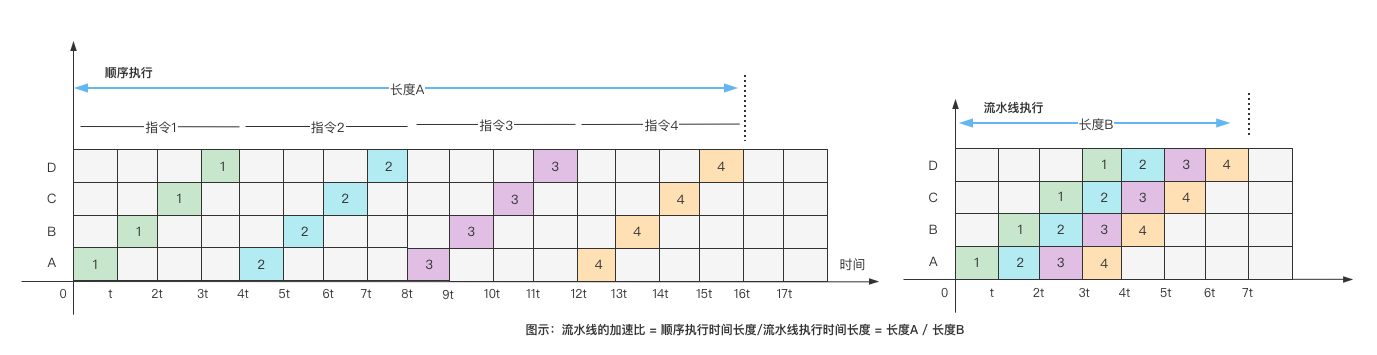 顺序执行
长度A
指令1 指令2 指令3 指令4
D 1 2 3 4
C 1 2 3 4
B 1 2 3 4
A 1 2 3 4
时间
0 t 2t 3t 4t 5t 6t 7t 8t 9t 10t 11t 12t 13t 14t 15t 16t 17t
流水线执行
长度B
D 1 2 3 4
C 1 2 3 4
B 1 2 3 4
A 1 2 3 4
0 t 2t 3t 4t 5t 6t 7t
图示：流水线的加速比 = 顺序执行时间长度/流水线执行时间长度 = 长度A / 长度B